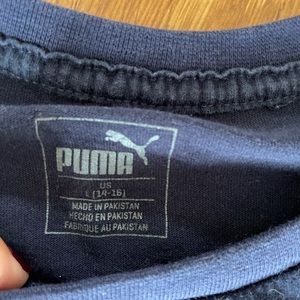 PUMA
US
L (14-16)
MADE IN PAKISTAN
HECHO EN PAKISTAN
FABRIQUE AU PAKISTAN